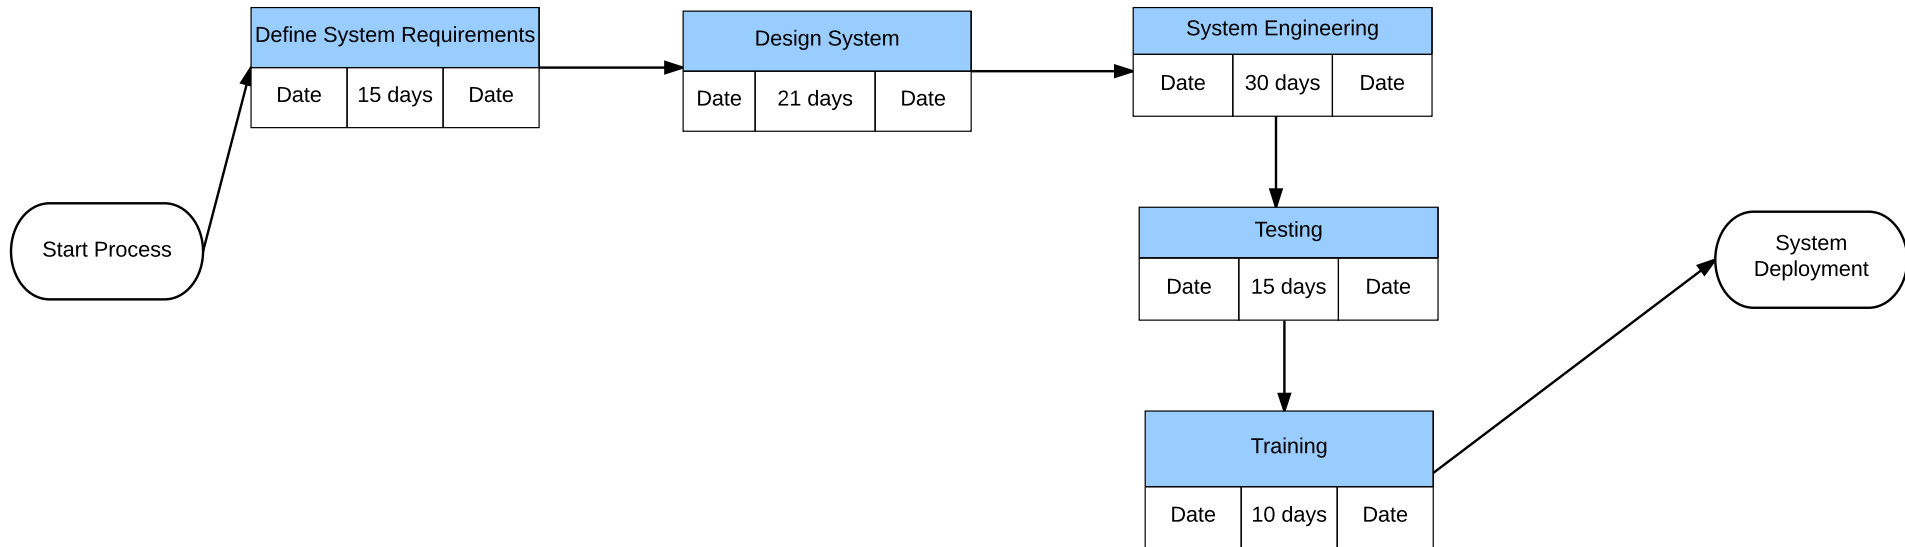 Define System Requirements
Date 15 days Date
Design System
Date 21 days Date
System Engineering
Date 30 days Date
Start Process
Testing
Date 15 days Date
System
Deployment
Training
Date 10 days Date